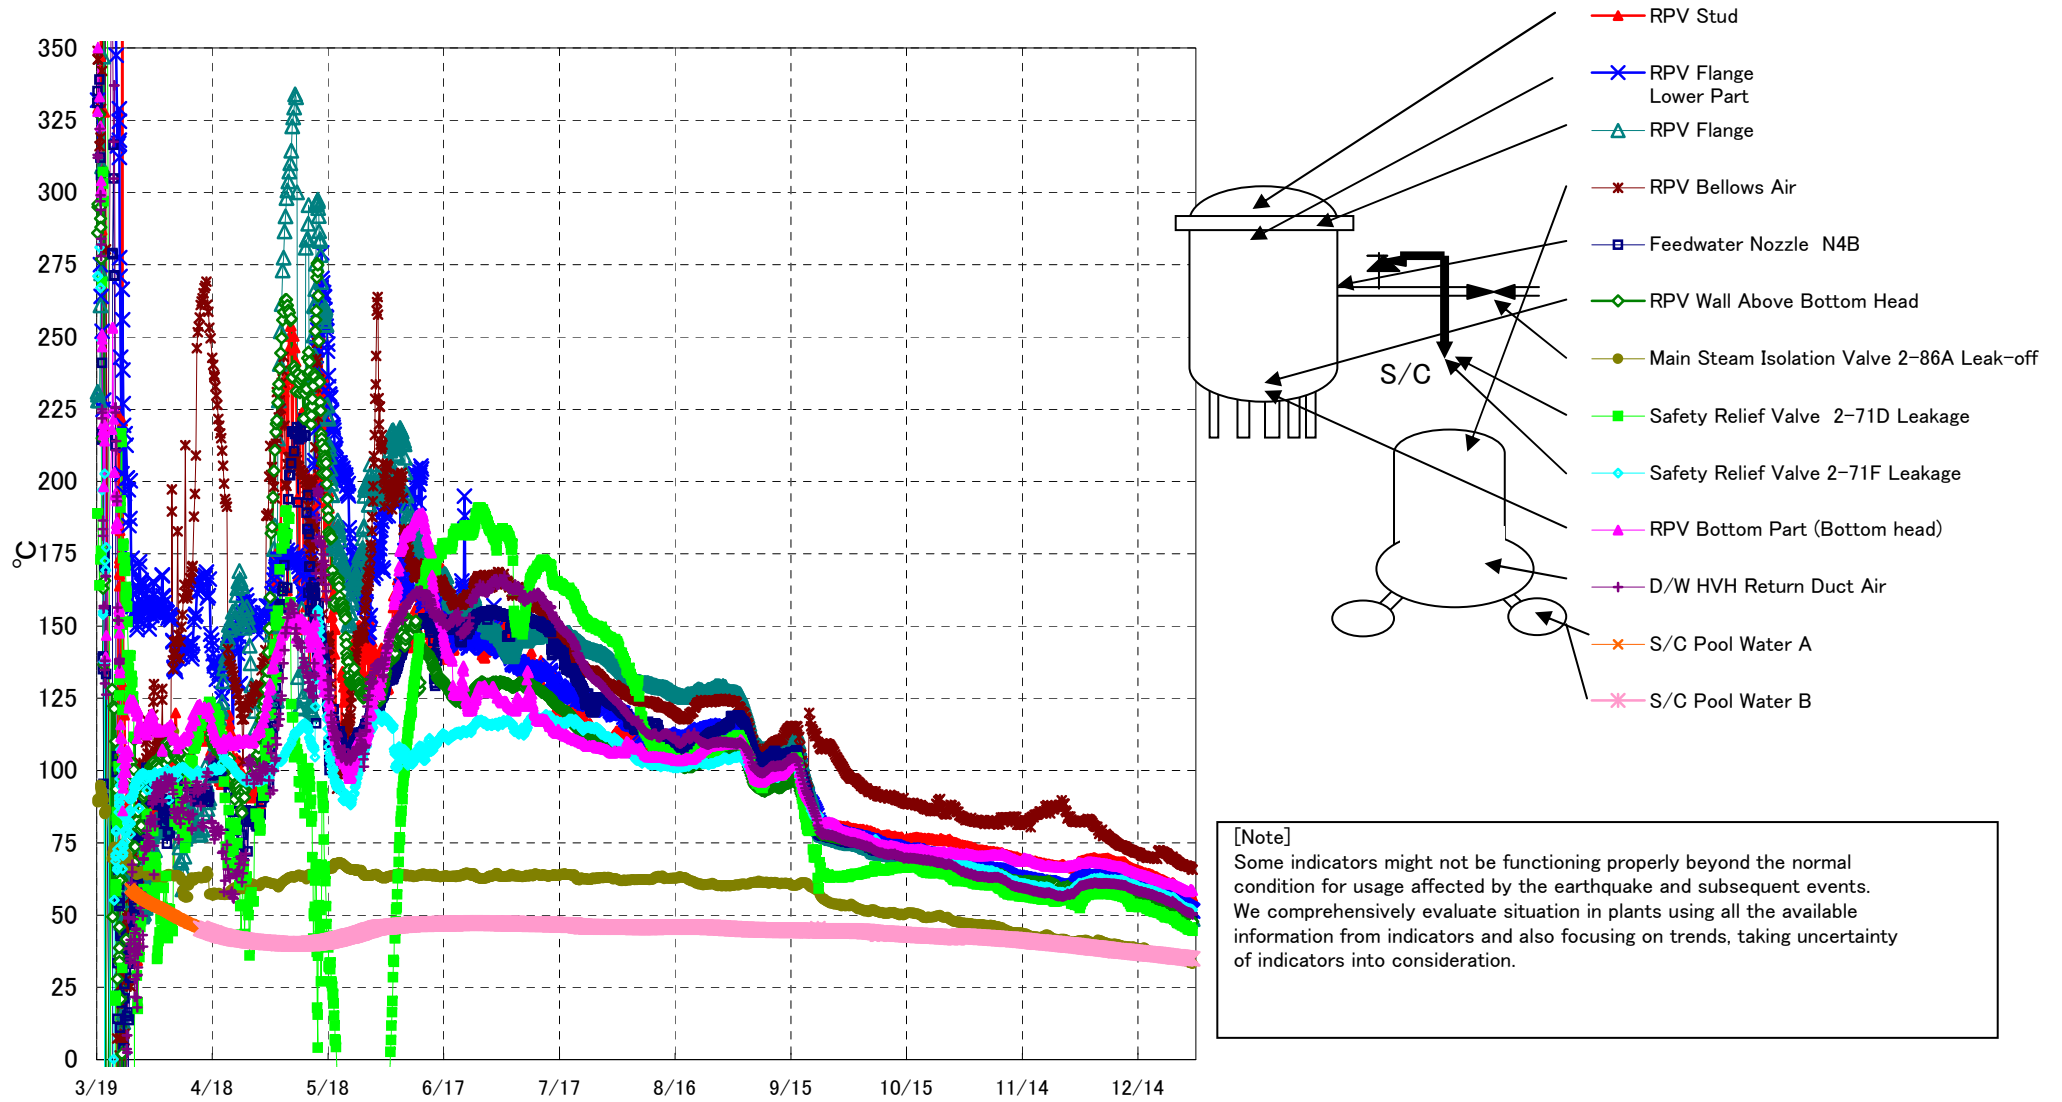 350
325
300
275
250
225
200
175
150
125
100
75
50
25
0
℃
3/19
4/18
5/18
6/17
7/17
8/16
9/15
10/15
11/14
12/14
S/C
RPV Stud
RPV Flange
Lower Part
RPV Flange
RPV Bellows Air
Feedwater Nozzle N4B
RPV Wall Above Bottom Head
Main Steam Isolation Valve 2-86A Leak-off
Safety Relief Valve 2-71D Leakage
Safety Relief Valve 2-71F Leakage
RPV Bottom Part (Bottom head)
D/W HVH Return Duct Air
S/C Pool Water A
S/C Pool Water B
[Note]
Some indicators might not be functioning properly beyond the normal
condition for usage affected by the earthquake and subsequent events.
We comprehensively evaluate situation in plants using all the available
information from indicators and also focusing on trends, taking uncertainty
of indicators into consideration.